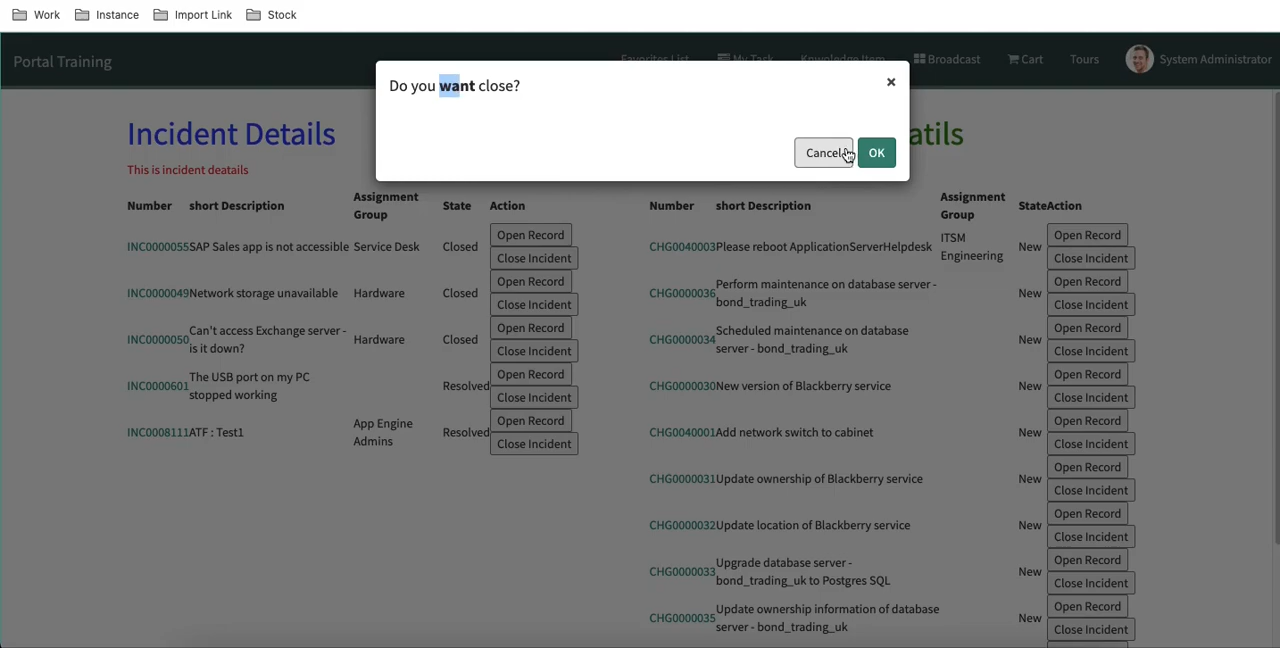 Work Instance Import Link Stock
Portal Training
Favorites List My Task Knowledge Item Broadcast Cart Tours System Administrator
Do you want close?
×
Cancel OK
Incident Details
This is incident deatails
Number short Description Assignment Group State Action
INC0000055 SAP Sales app is not accessible Service Desk Closed Open Record Close Incident
INC0000049 Network storage unavailable Hardware Closed Open Record Close Incident
INC0000050 Can't access Exchange server - is it down? Hardware Closed Open Record Close Incident
INC0000601 The USB port on my PC stopped working Resolved Open Record Close Incident
INC0008111 ATF : Test1 App Engine Admins Resolved Open Record Close Incident
atils
Number short Description Assignment Group State Action
CHG0040003 Please reboot ApplicationServerHelpdesk ITSM Engineering New Open Record Close Incident
CHG0000036 Perform maintenance on database server - bond_trading_uk New Open Record Close Incident
CHG0000034 Scheduled maintenance on database server - bond_trading_uk New Open Record Close Incident
CHG0000030 New version of Blackberry service New Open Record Close Incident
CHG0040001 Add network switch to cabinet New Open Record Close Incident
CHG0000031 Update ownership of Blackberry service New Open Record Close Incident
CHG0000032 Update location of Blackberry service New Open Record Close Incident
CHG0000033 Upgrade database server - bond_trading_uk to Postgres SQL New Open Record Close Incident
CHG0000035 Update ownership information of database server - bond_trading_uk New Open Record Close Incident